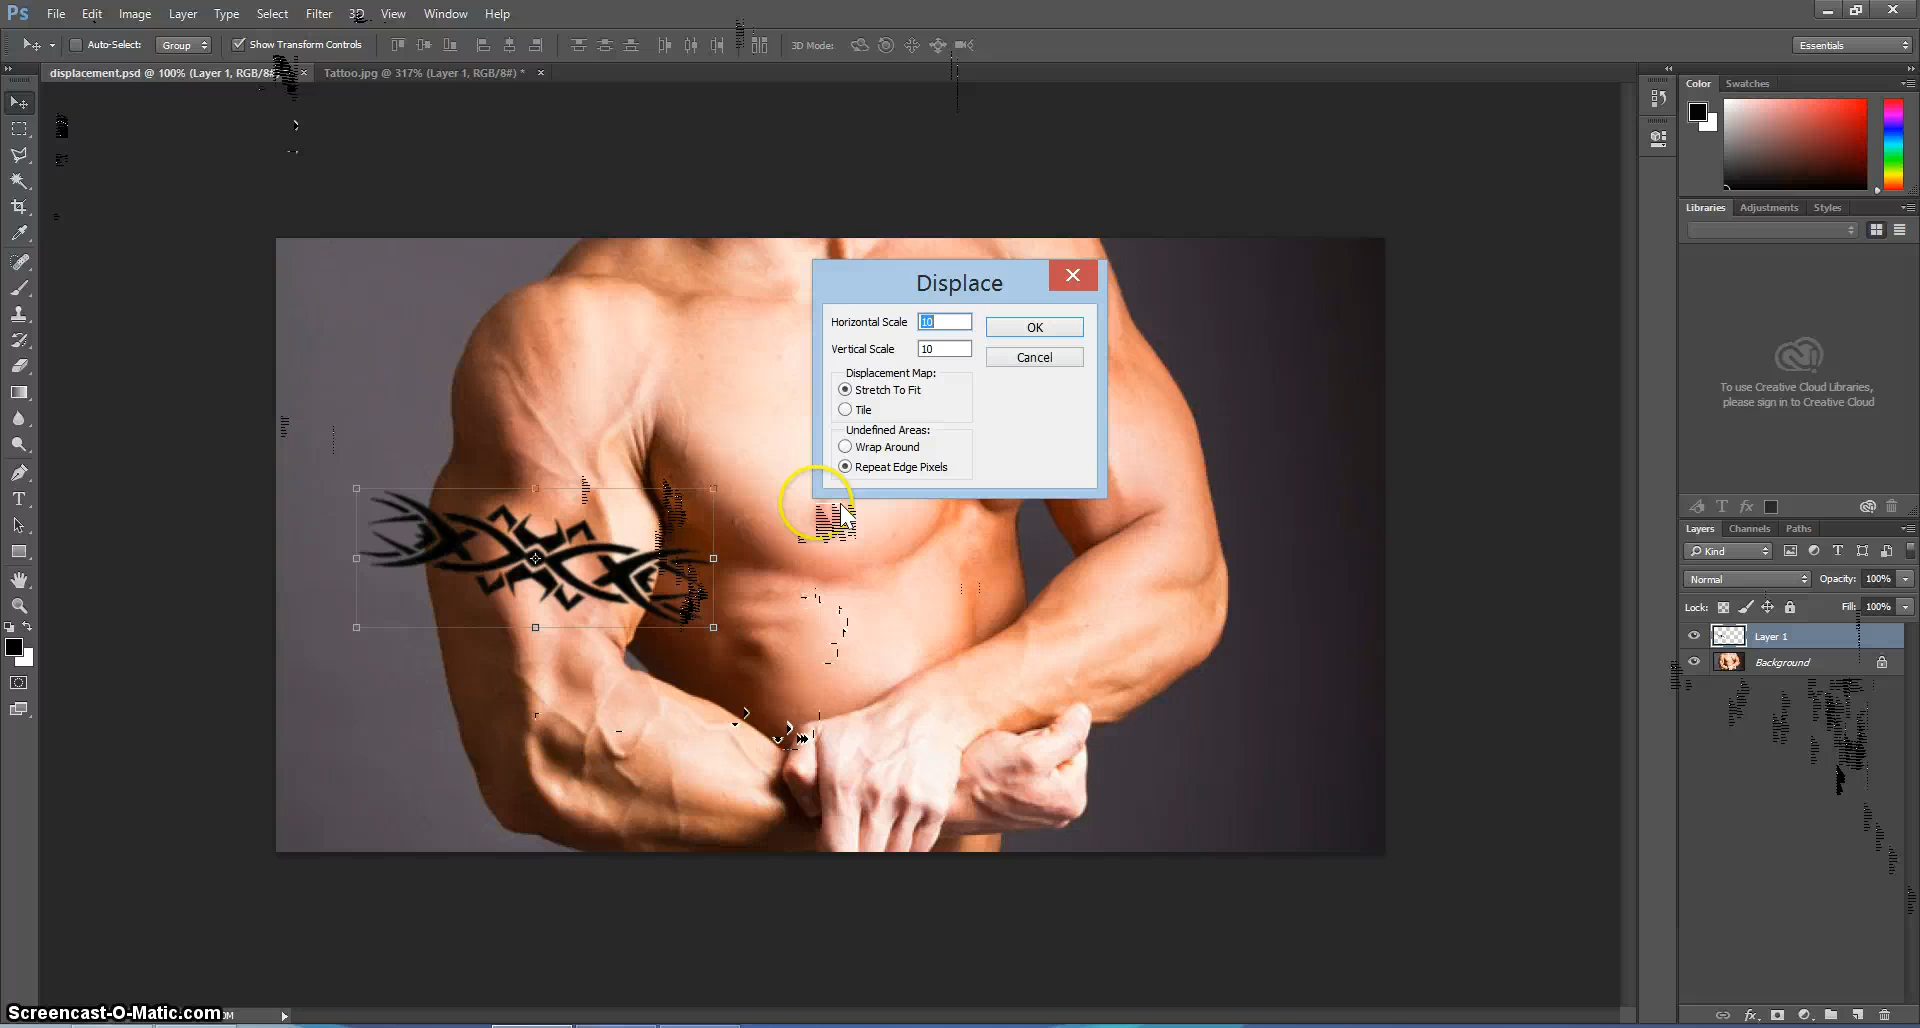 Ps File Edit Image Layer Type Select Filter 3D View Window Help
Auto-Select: Group Show Transform Controls 3D Mode: Essentials
displacement.psd @ 100% (Layer 1, RGB/8# Tattoo.jpg @ 317% (Layer 1, RGB/8#) *
Color Swatches
Libraries Adjustments Styles
Displace
Horizontal Scale 10 OK
Vertical Scale 10 Cancel
Displacement Map:
Stretch To Fit
Tile
Undefined Areas:
Wrap Around
Repeat Edge Pixels
To use Creative Cloud Libraries,
please sign in to Creative Cloud
Layers Channels Paths
Kind
Normal Opacity: 100%
Lock: Fill: 100%
Layer 1
Background
Screencast-O-Matic.com